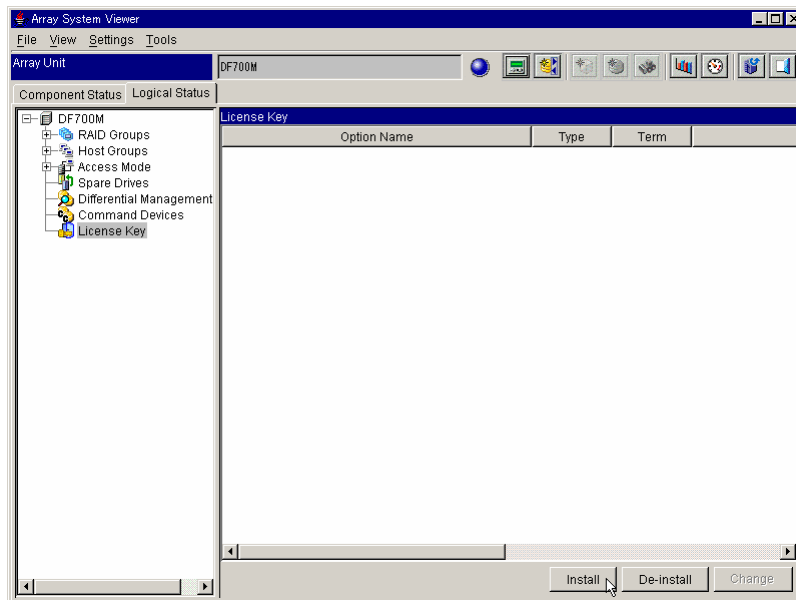 Array System Viewer
File View Settings Tools
Array Unit DF700M
Component Status Logical Status
DF700M
RAID Groups
Host Groups
Access Mode
Spare Drives
Differential Management
Command Devices
License Key
License Key
Option Name Type Term
Install De-install Change